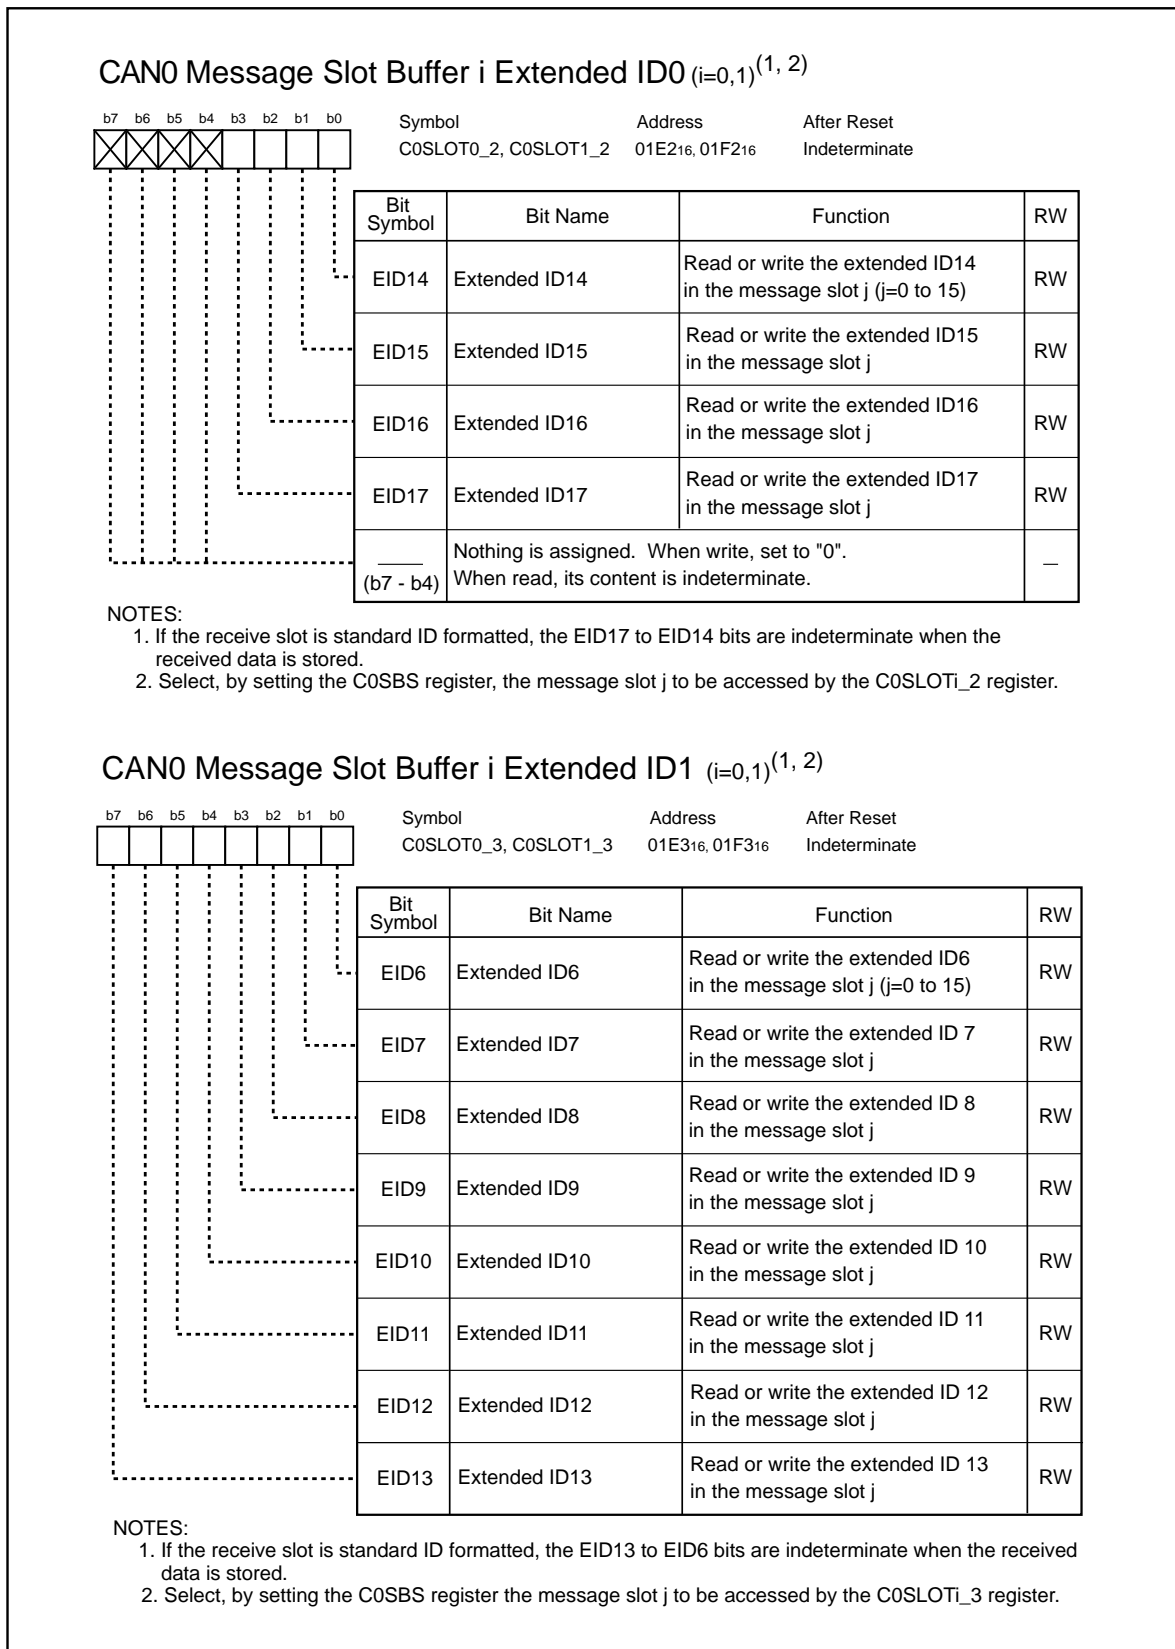 CAN0 Message Slot Buffer i Extended ID0 (i=0,1)(1, 2)
b7 b6 b5 b4 b3 b2 b1 b0
Symbol Address After Reset
C0SLOT0_2, C0SLOT1_2 01E216, 01F216 Indeterminate
Bit Symbol Bit Name Function RW
EID14 Extended ID14 Read or write the extended ID14
in the message slot j (j=0 to 15) RW
EID15 Extended ID15 Read or write the extended ID15
in the message slot j RW
EID16 Extended ID16 Read or write the extended ID16
in the message slot j RW
EID17 Extended ID17 Read or write the extended ID17
in the message slot j RW
Nothing is assigned. When write, set to "0".
(b7 - b4) When read, its content is indeterminate. —
NOTES:
1. If the receive slot is standard ID formatted, the EID17 to EID14 bits are indeterminate when the
received data is stored.
2. Select, by setting the C0SBS register, the message slot j to be accessed by the C0SLOTi_2 register.
CAN0 Message Slot Buffer i Extended ID1 (i=0,1)(1, 2)
b7 b6 b5 b4 b3 b2 b1 b0
Symbol Address After Reset
C0SLOT0_3, C0SLOT1_3 01E316, 01F316 Indeterminate
Bit Symbol Bit Name Function RW
EID6 Extended ID6 Read or write the extended ID6
in the message slot j (j=0 to 15) RW
EID7 Extended ID7 Read or write the extended ID 7
in the message slot j RW
EID8 Extended ID8 Read or write the extended ID 8
in the message slot j RW
EID9 Extended ID9 Read or write the extended ID 9
in the message slot j RW
EID10 Extended ID10 Read or write the extended ID 10
in the message slot j RW
EID11 Extended ID11 Read or write the extended ID 11
in the message slot j RW
EID12 Extended ID12 Read or write the extended ID 12
in the message slot j RW
EID13 Extended ID13 Read or write the extended ID 13
in the message slot j RW
NOTES:
1. If the receive slot is standard ID formatted, the EID13 to EID6 bits are indeterminate when the received
data is stored.
2. Select, by setting the C0SBS register the message slot j to be accessed by the C0SLOTi_3 register.